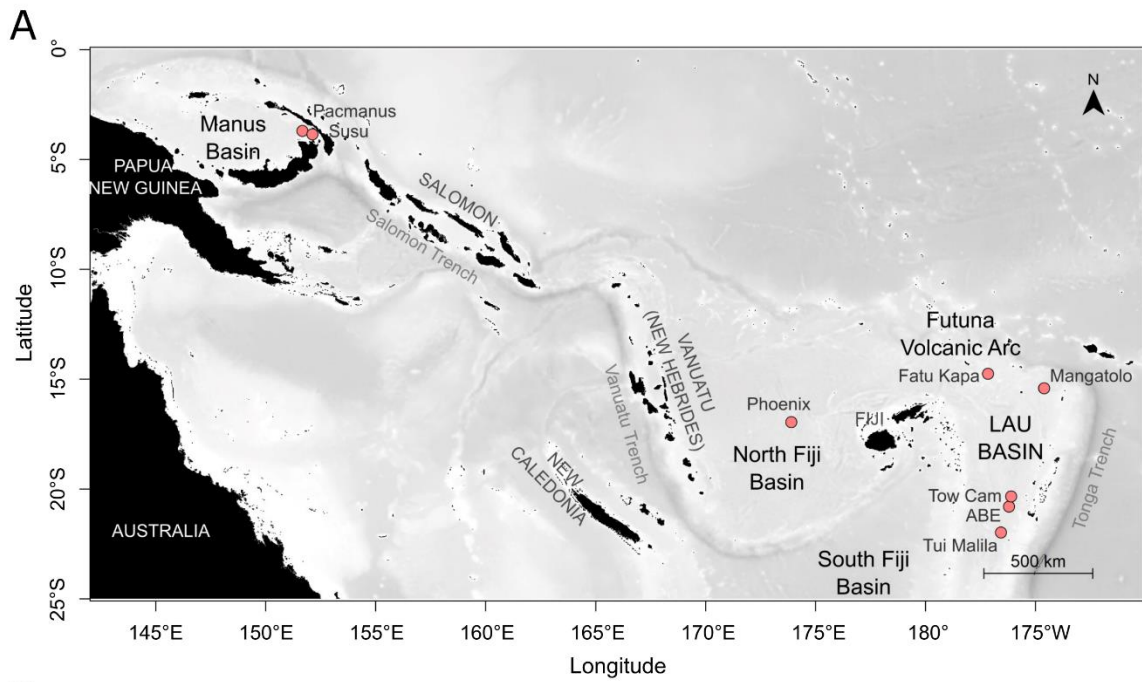 A
N
0°
5°S
10°S
15°S
20°S
25°S
Latitude
Manus
Basin
Pacmanus
Susu
PAPUA
NEW GUINEA
SALOMON
Salomon Trench
VANUATU
(NEW HEBRIDES)
Vanuatu Trench
NEW
CALEDONIA
AUSTRALIA
Phoenix
North Fiji
Basin
FIJI
Futuna
Volcanic Arc
Fatu Kapa
Mangatolo
LAU
BASIN
Tow Cam
ABE
Tui Malila
Tonga Trench
South Fiji
Basin
500 km
145°E
150°E
155°E
160°E
165°E
170°E
175°E
180°
175°W
Longitude